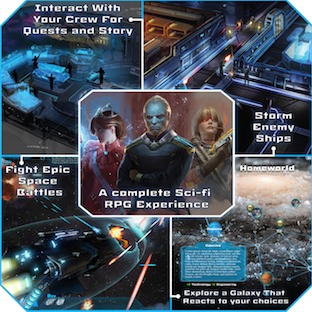 Interact With
Your Crew For
Quests and Story
Storm
Enemy
Ships
A complete Sci-fi
RPG Experience
Fight Epic
Space
Battles
Homeworld
Explore a Galaxy That
Reacts to your choices